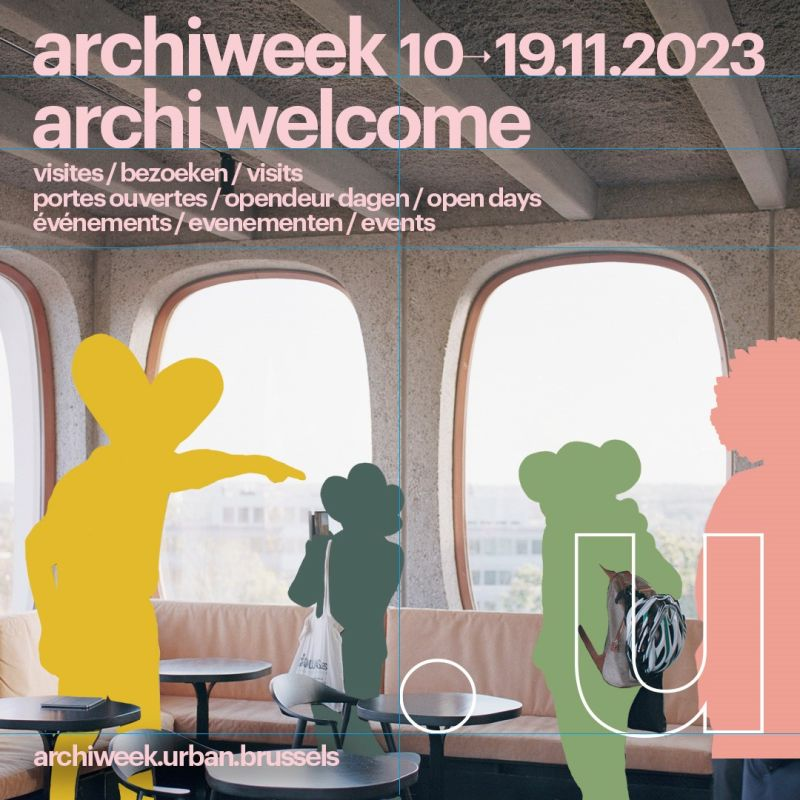 archiweek 10→19.11.2023
archi welcome
visites / bezoeken / visits
portes ouvertes / opendeur dagen / open days
événements / evenementen / events
.u
archiweek.urban.brussels